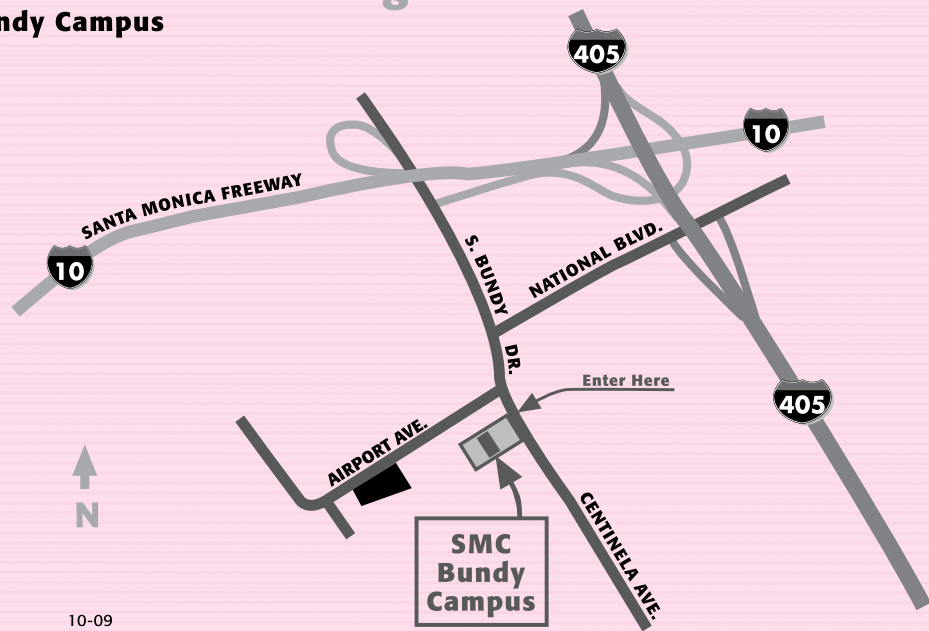 ndy Campus
405
10
SANTA MONICA FREEWAY
10
S. BUNDY
DR.
NATIONAL BLVD.
Enter Here
405
AIRPORT AVE.
N
SMC
Bundy
Campus
CENTINELA AVE.
10-09